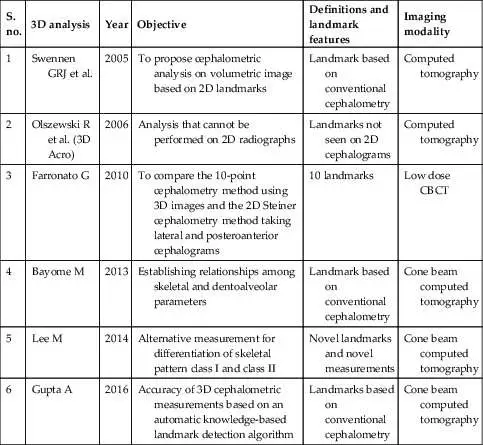 S. no. | 3D analysis | Year | Objective | Definitions and landmark features | Imaging modality
1 | Swennen GRJ et al. | 2005 | To propose cephalometric analysis on volumetric image based on 2D landmarks | Landmark based on conventional cephalometry | Computed tomography
2 | Olszewski R et al. (3D Acro) | 2006 | Analysis that cannot be performed on 2D radiographs | Landmarks not seen on 2D cephalograms | Computed tomography
3 | Farronato G | 2010 | To compare the 10-point cephalometry method using 3D images and the 2D Steiner cephalometry method taking lateral and posteroanterior cephalograms | 10 landmarks | Low dose CBCT
4 | Bayome M | 2013 | Establishing relationships among skeletal and dentoalveolar parameters | Landmark based on conventional cephalometry | Cone beam computed tomography
5 | Lee M | 2014 | Alternative measurement for differentiation of skeletal pattern class I and class II | Novel landmarks and novel measurements | Cone beam computed tomography
6 | Gupta A | 2016 | Accuracy of 3D cephalometric measurements based on an automatic knowledge-based landmark detection algorithm | Landmarks based on conventional cephalometry | Cone beam computed tomography